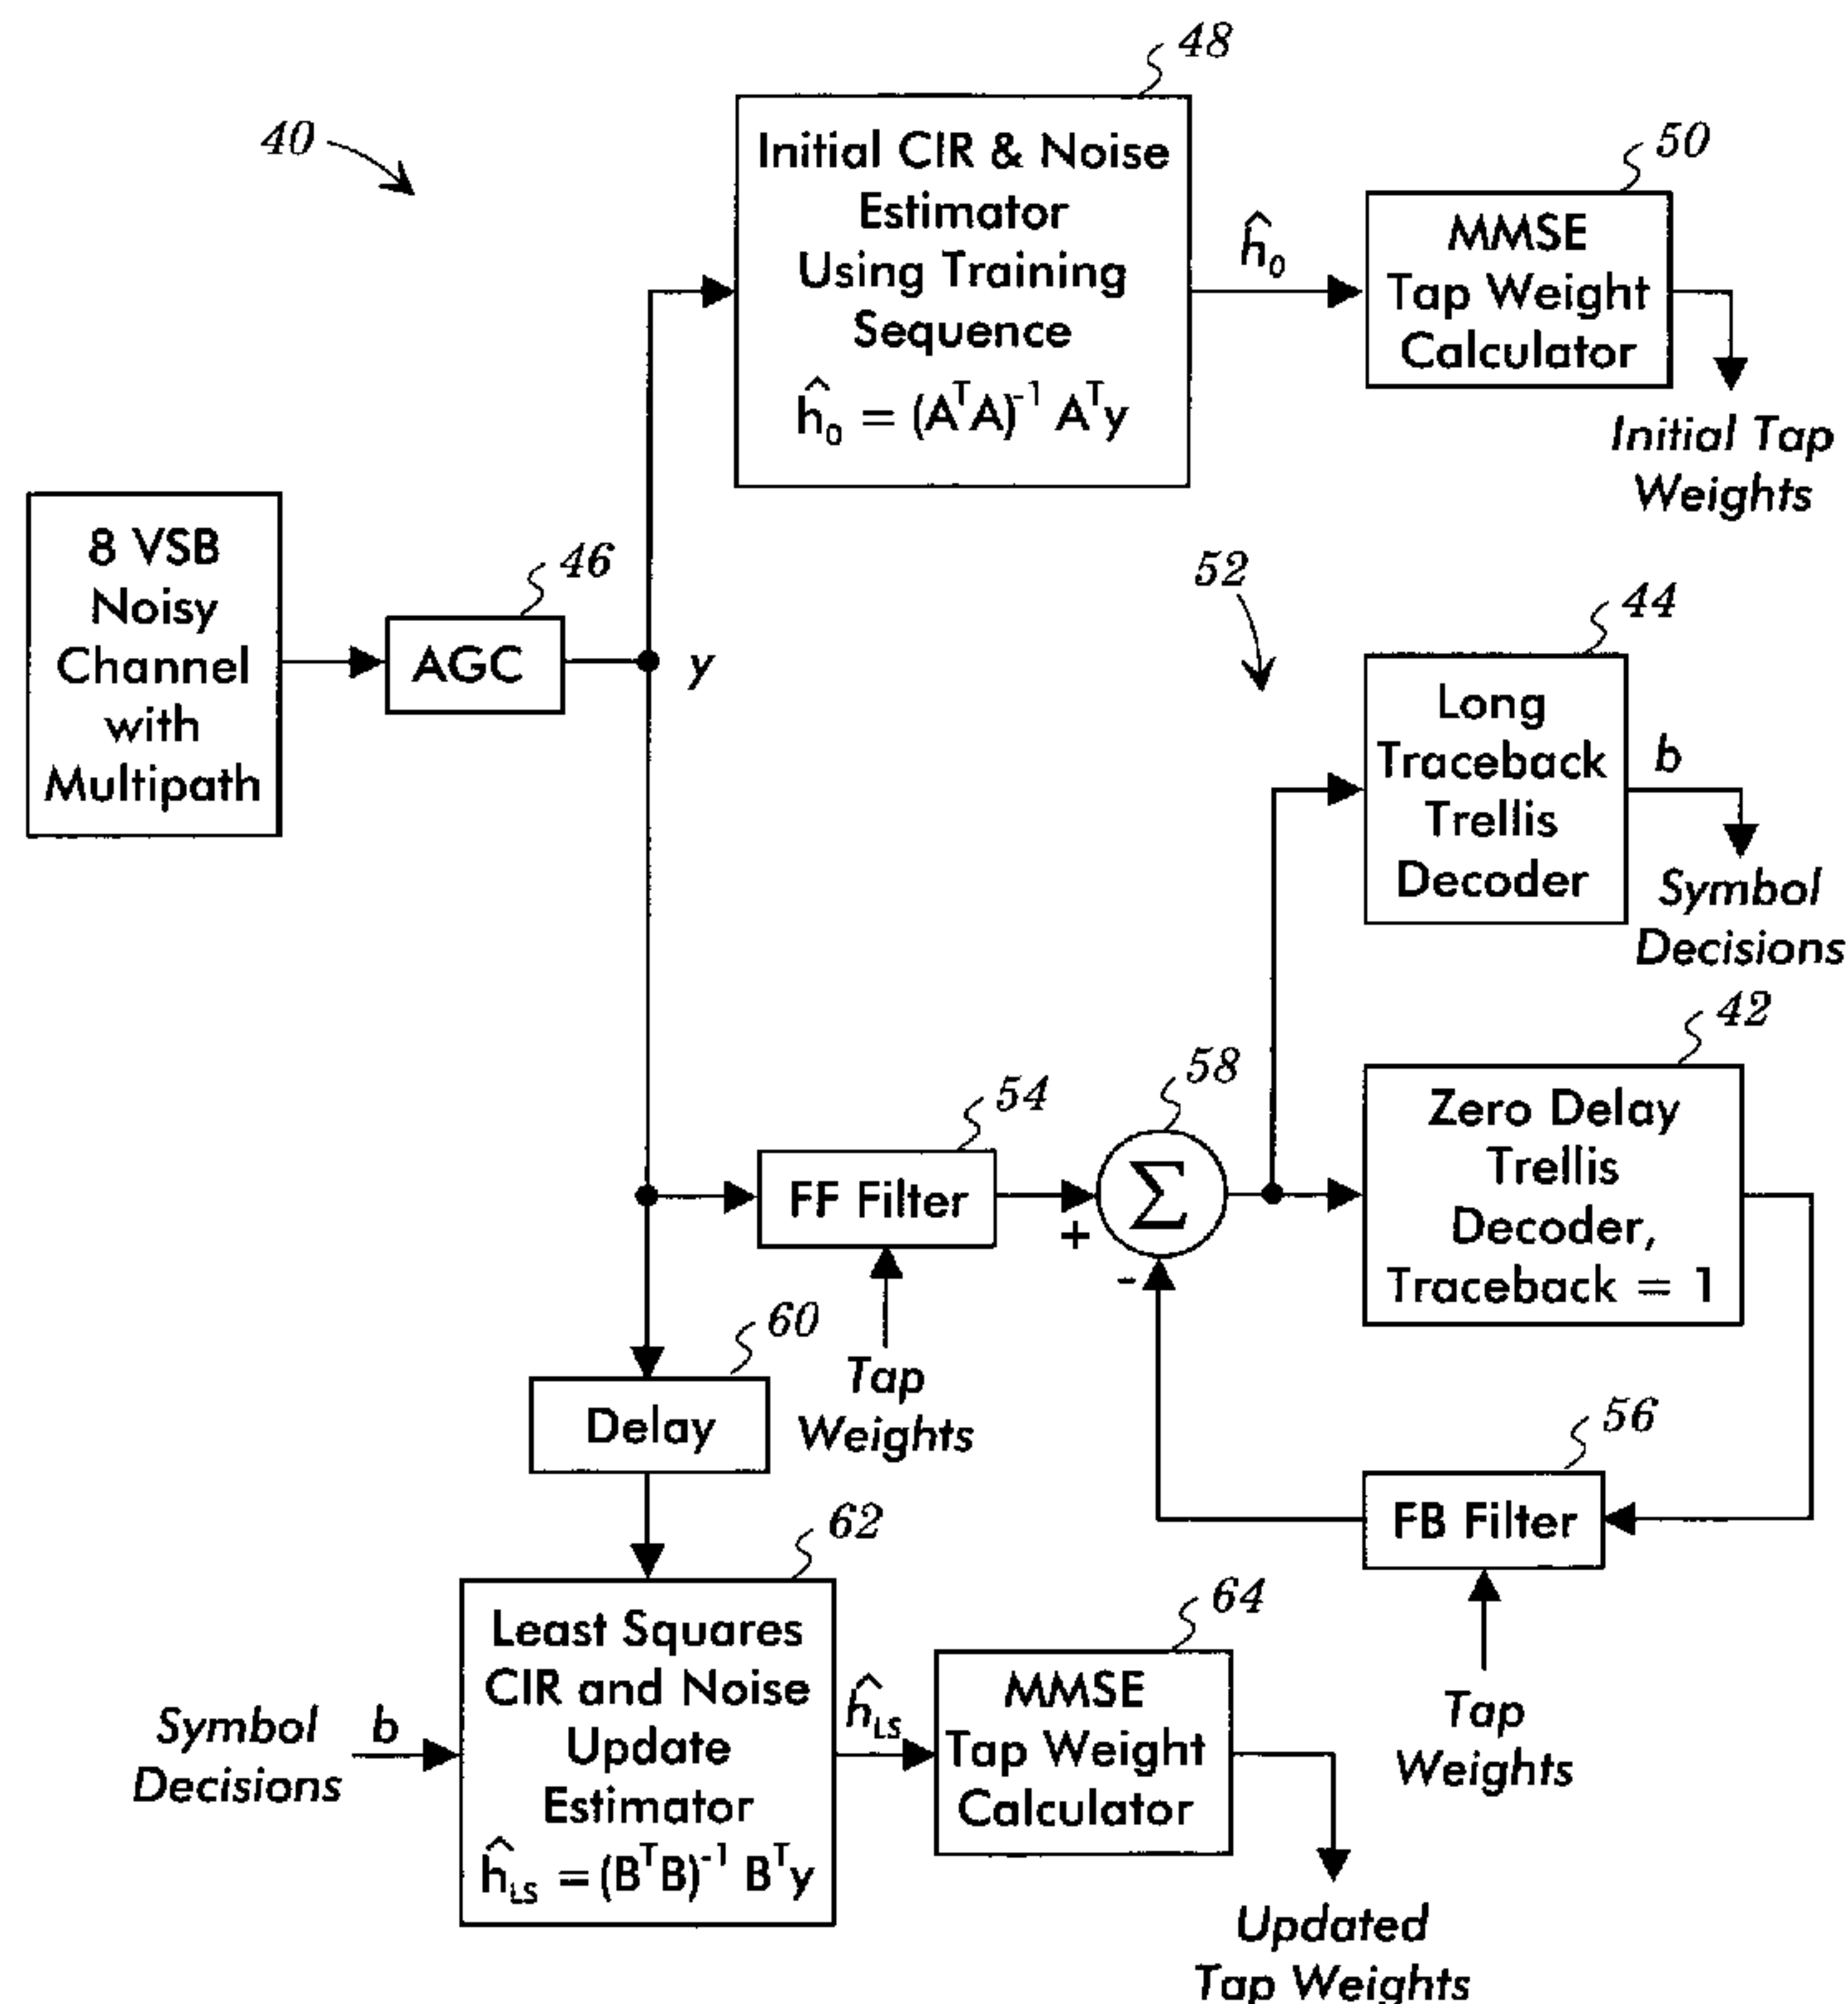 40
48
Initial CIR & Noise
Estimator
Using Training
Sequence
ĥ₀ = (AᵀA)⁻¹ Aᵀy
ĥ₀
50
MMSE
Tap Weight
Calculator
Initial Tap
Weights
8 VSB
Noisy
Channel
with
Multipath
46
AGC
y
52
44
Long
Traceback
Trellis
Decoder
b
Symbol
Decisions
54
FF Filter
Tap
Weights
58
Σ
+
-
42
Zero Delay
Trellis
Decoder,
Traceback = 1
56
FB Filter
Tap
Weights
60
Delay
62
Symbol
Decisions
b
Least Squares
CIR and Noise
Update
Estimator
ĥ_LS = (BᵀB)⁻¹ Bᵀy
ĥ_LS
64
MMSE
Tap Weight
Calculator
Updated
Tap Weights